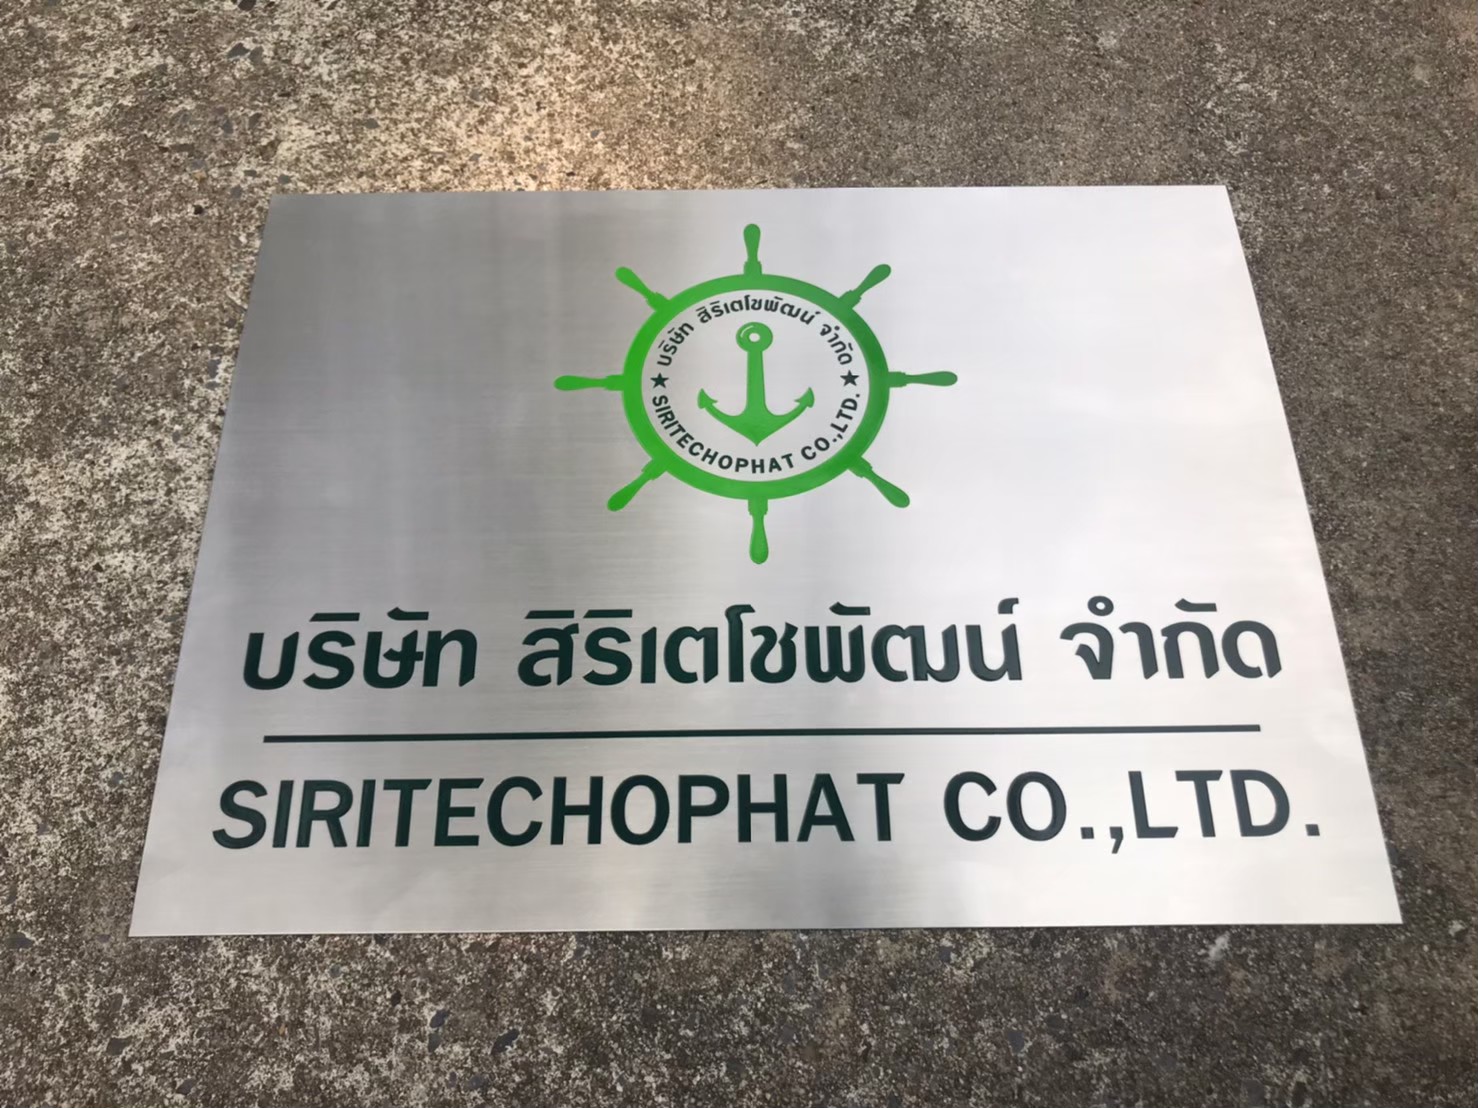 บริษัท สิริเตโชพัฒน์ จำกัด
★ SIRITECHOPHAT CO.,LTD. ★
บริษัท สิริเตโชพัฒน์ จำกัด
SIRITECHOPHAT CO.,LTD.